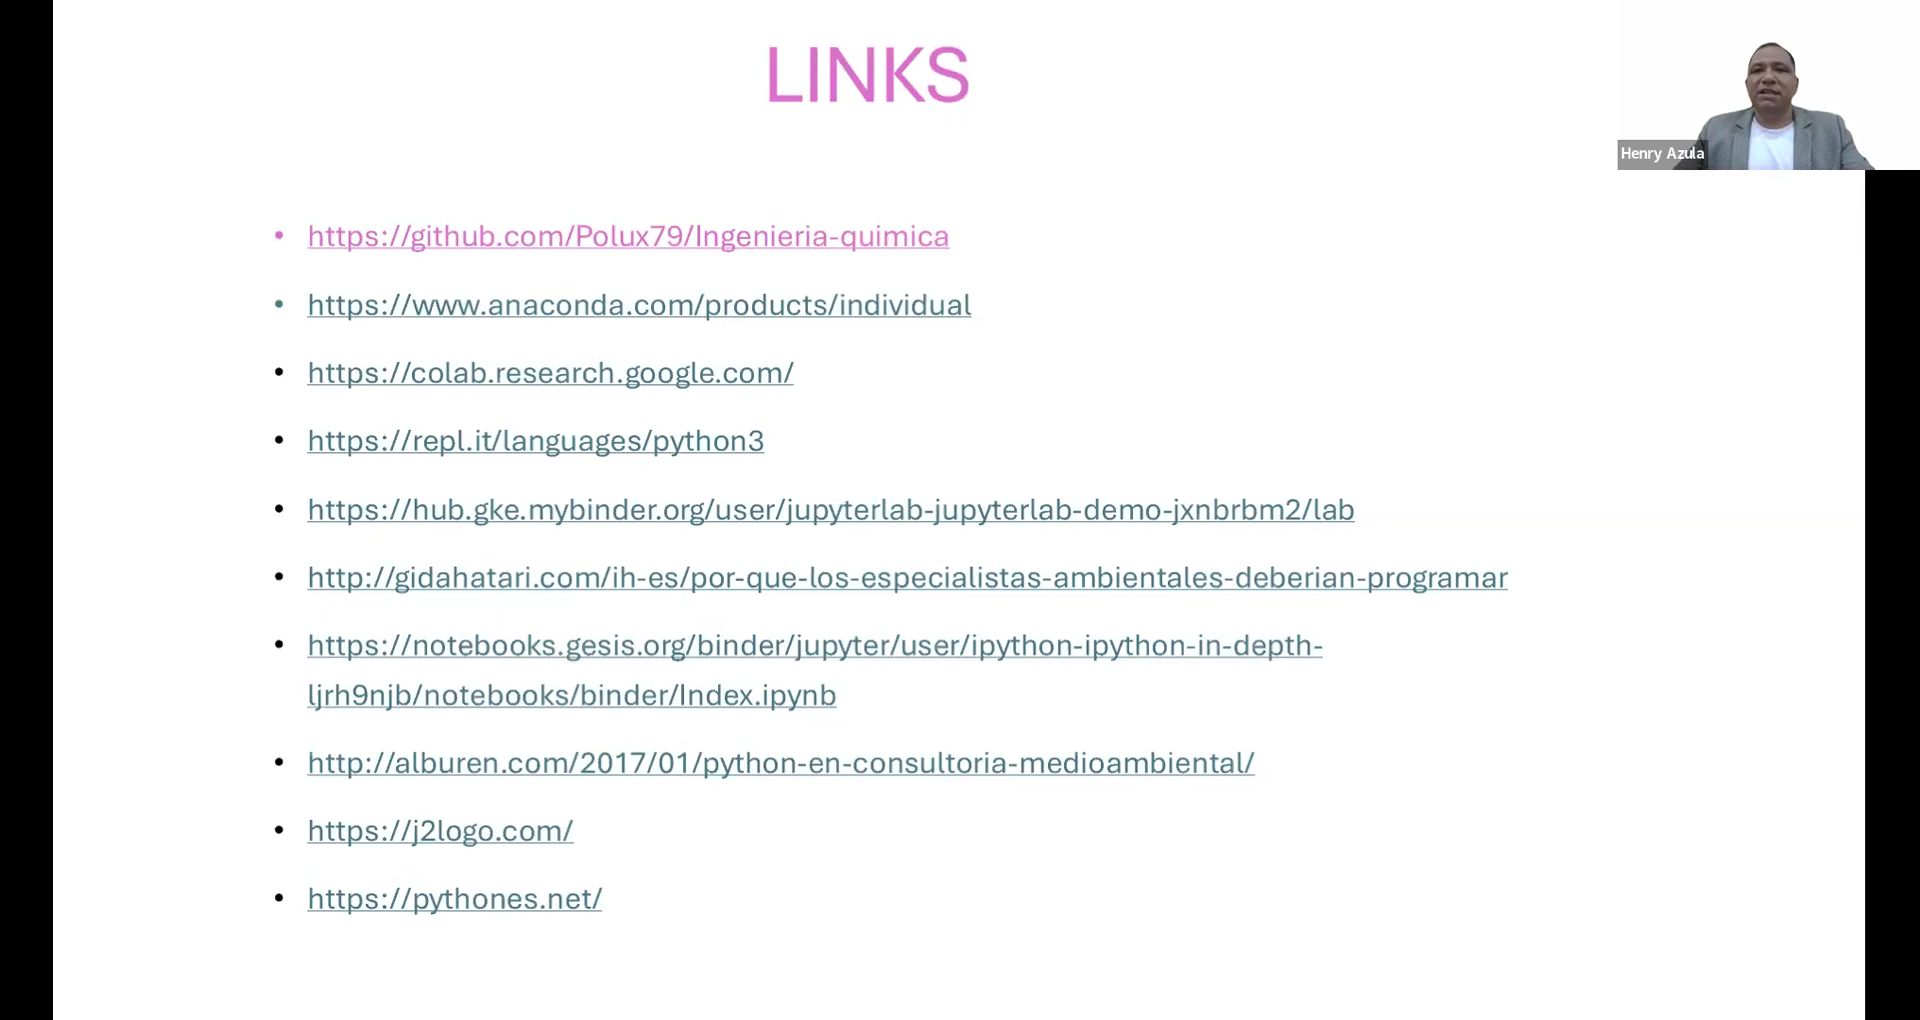 LINKS
Henry Azula
• https://github.com/Polux79/Ingenieria-quimica
• https://www.anaconda.com/products/individual
• https://colab.research.google.com/
• https://repl.it/languages/python3
• https://hub.gke.mybinder.org/user/jupyterlab-jupyterlab-demo-jxnbrbm2/lab
• http://gidahatari.com/ih-es/por-que-los-especialistas-ambientales-deberian-programar
• https://notebooks.gesis.org/binder/jupyter/user/ipython-ipython-in-depth-
ljrh9njb/notebooks/binder/Index.ipynb
• http://alburen.com/2017/01/python-en-consultoria-medioambiental/
• https://j2logo.com/
• https://pythones.net/